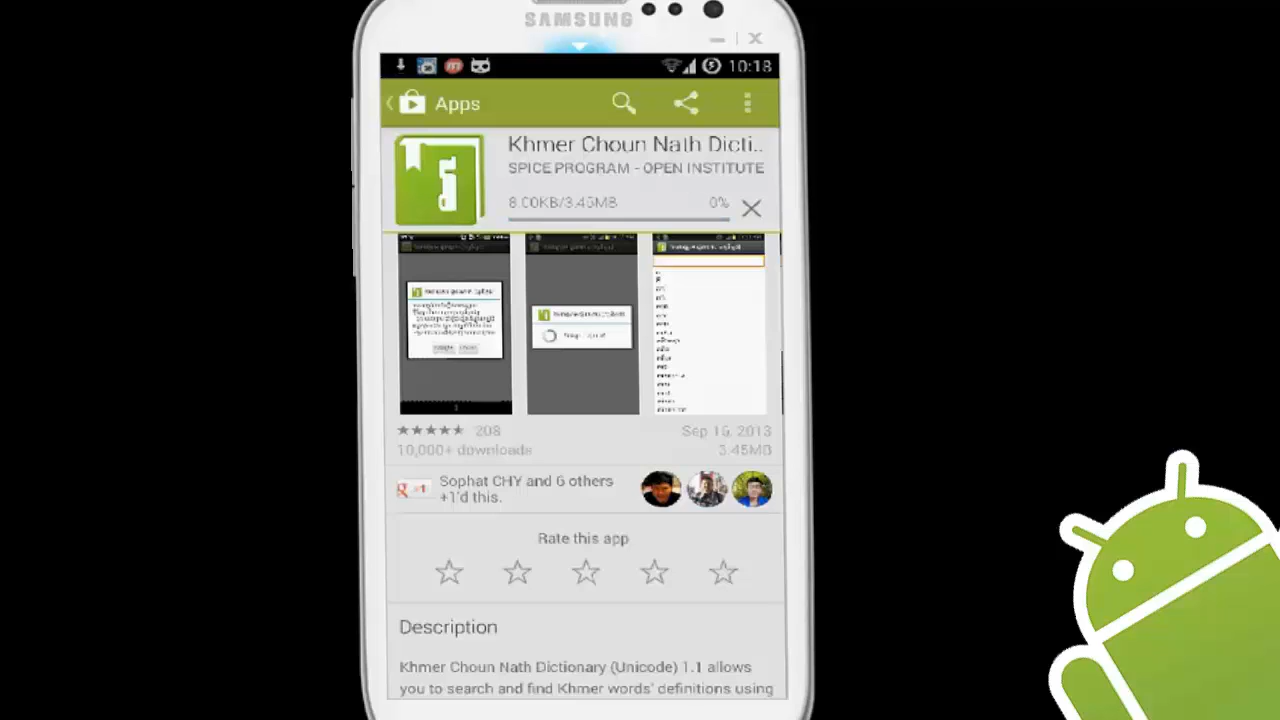 SAMSUNG
10:18
Apps
Khmer Choun Nath Dicti..
SPICE PROGRAM - OPEN INSTITUTE
8.00KB/3.45MB 0%
208 Sep 15, 2013
10,000+ downloads 3.45MB
+1 Sophat CHY and 6 others
+1'd this.
Rate this app
Description
Khmer Choun Nath Dictionary (Unicode) 1.1 allows
you to search and find Khmer words' definitions using